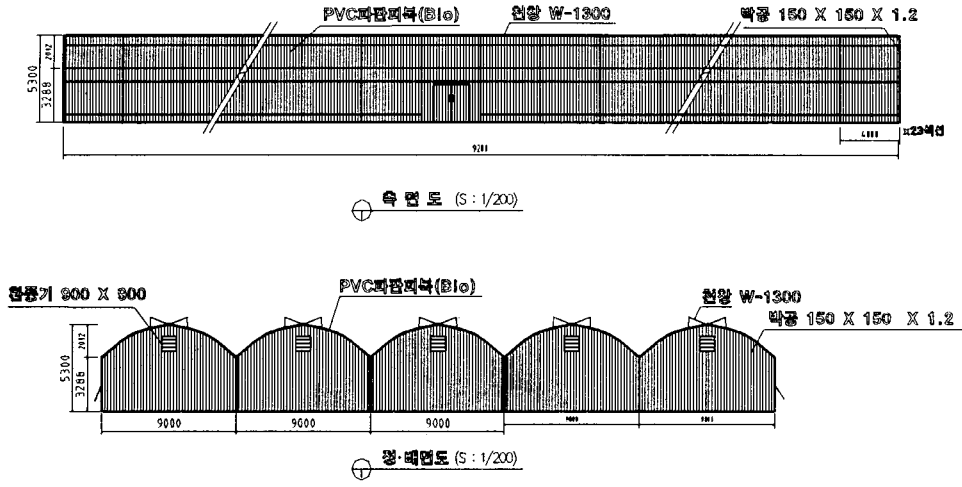 PVC파판피복(Blo)
천창 W-1300
박공 150 X 150 X 1.2
5300
2012
3288
4000
x23섹션
측 면 도 (S : 1/200)
환풍기 900 X 900
PVC파판피복(Blo)
천창 W-1300
박공 150 X 150 X 1.2
5300
2012
3288
9000
9000
9000
정·배면도 (S : 1/200)